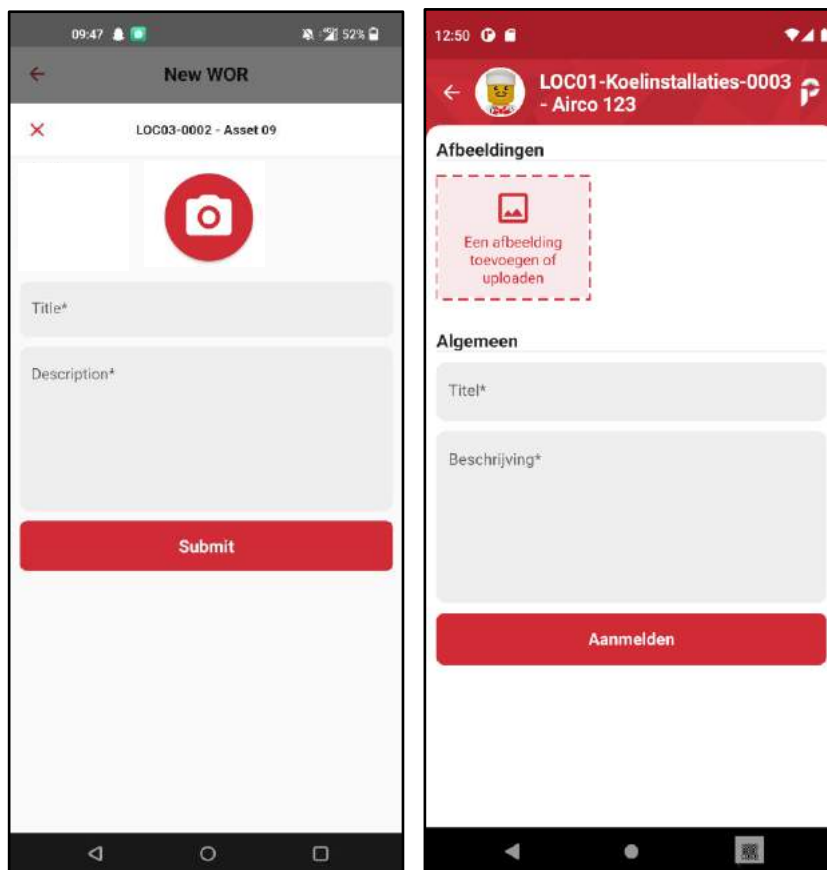 09:47
52%
New WOR
LOC03-0002 - Asset 09
Title*
Description*
Submit
12:50
LOC01-Koelinstallaties-0003
- Airco 123
Afbeeldingen
Een afbeelding
toevoegen of
uploaden
Algemeen
Titel*
Beschrijving*
Aanmelden